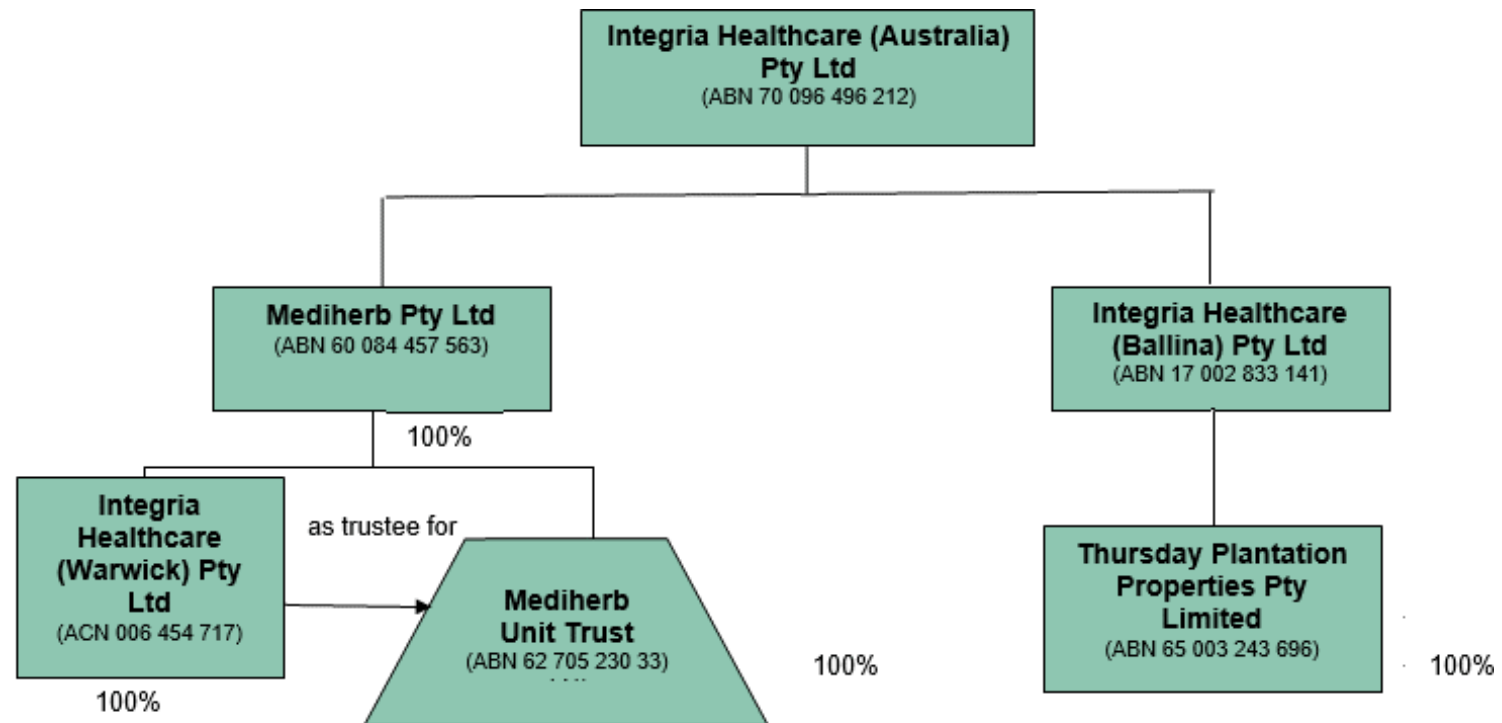 Integria Healthcare (Australia)
Pty Ltd
(ABN 70 096 496 212)
Mediherb Pty Ltd
(ABN 60 084 457 563)
Integria Healthcare
(Ballina) Pty Ltd
(ABN 17 002 833 141)
100%
Integria
Healthcare
(Warwick) Pty
Ltd
(ACN 006 454 717)
100%
as trustee for
Mediherb
Unit Trust
(ABN 62 705 230 33)
100%
Thursday Plantation
Properties Pty
Limited
(ABN 65 003 243 696)
100%